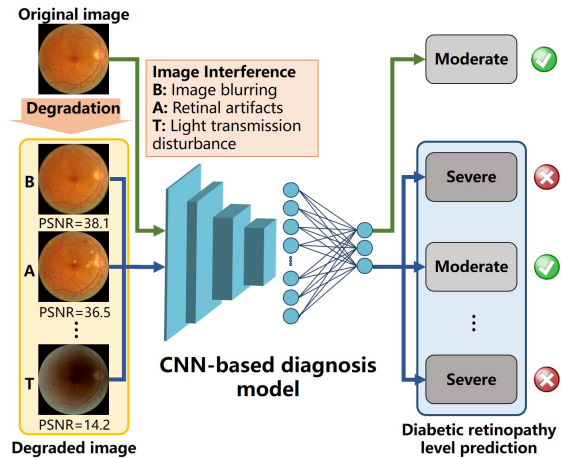 Original image
Degradation
Image Interference
B: Image blurring
A: Retinal artifacts
T: Light transmission
disturbance
B
PSNR=38.1
A
PSNR=36.5
T
PSNR=14.2
Degraded image
CNN-based diagnosis
model
Moderate
Severe
Moderate
Severe
Diabetic retinopathy
level prediction